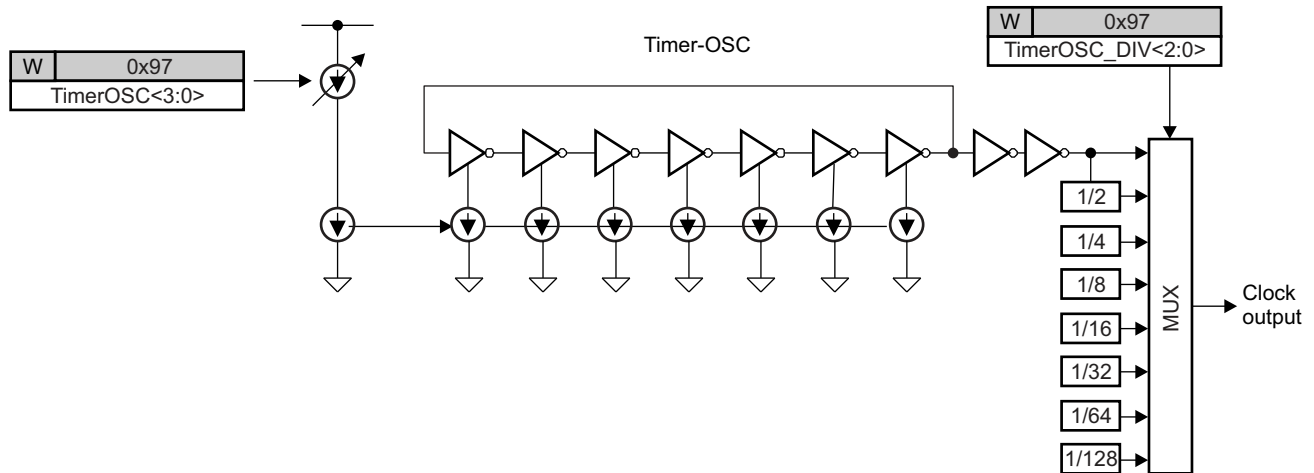 W 0x97
TimerOSC<3:0>
Timer-OSC
W 0x97
TimerOSC_DIV<2:0>
1/2
1/4
1/8
1/16
1/32
1/64
1/128
MUX
Clock
output